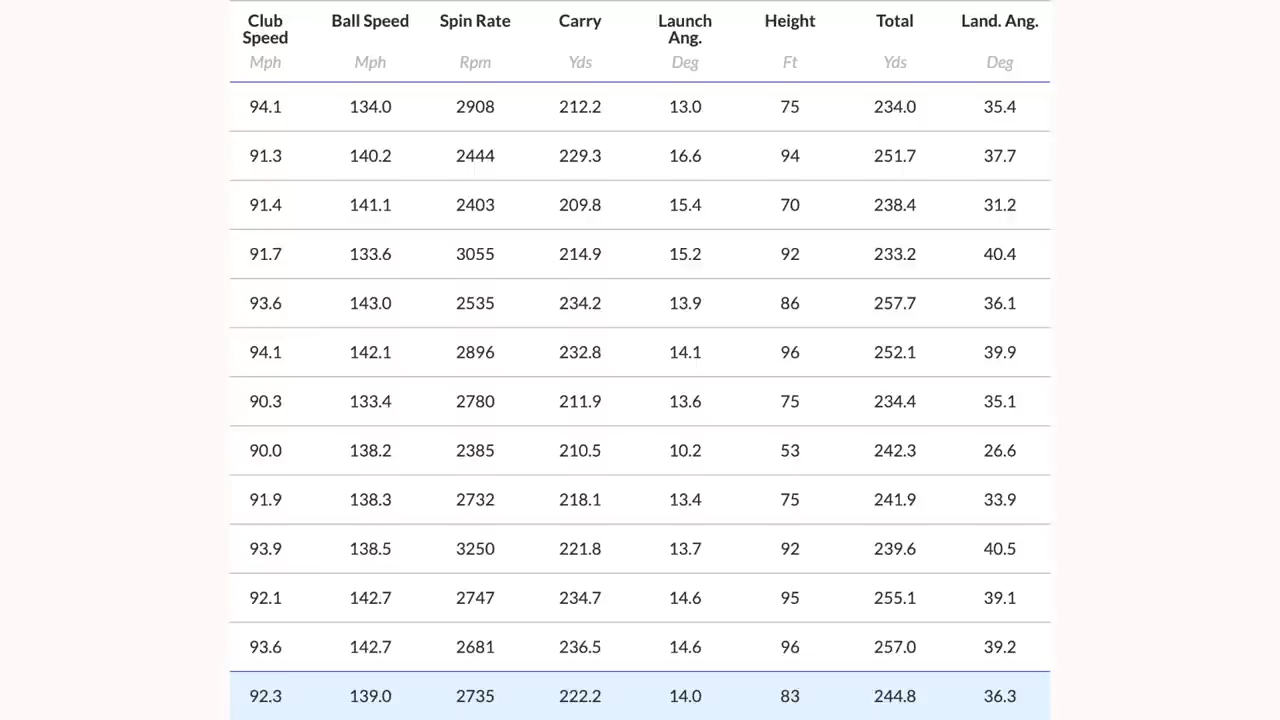 Club Speed Ball Speed Spin Rate Carry Launch Ang. Height Total Land. Ang.
Mph Mph Rpm Yds Deg Ft Yds Deg
94.1 134.0 2908 212.2 13.0 75 234.0 35.4
91.3 140.2 2444 229.3 16.6 94 251.7 37.7
91.4 141.1 2403 209.8 15.4 70 238.4 31.2
91.7 133.6 3055 214.9 15.2 92 233.2 40.4
93.6 143.0 2535 234.2 13.9 86 257.7 36.1
94.1 142.1 2896 232.8 14.1 96 252.1 39.9
90.3 133.4 2780 211.9 13.6 75 234.4 35.1
90.0 138.2 2385 210.5 10.2 53 242.3 26.6
91.9 138.3 2732 218.1 13.4 75 241.9 33.9
93.9 138.5 3250 221.8 13.7 92 239.6 40.5
92.1 142.7 2747 234.7 14.6 95 255.1 39.1
93.6 142.7 2681 236.5 14.6 96 257.0 39.2
92.3 139.0 2735 222.2 14.0 83 244.8 36.3